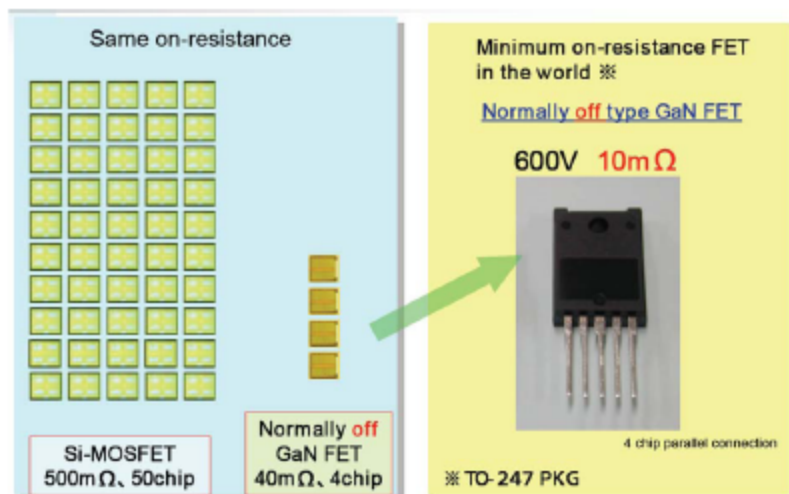 Same on-resistance
Si-MOSFET
500mΩ、50chip
Normally off
GaN FET
40mΩ、4chip
Minimum on-resistance FET
in the world ※
Normally off type GaN FET
600V 10mΩ
4 chip parallel connection
※ TO-247 PKG